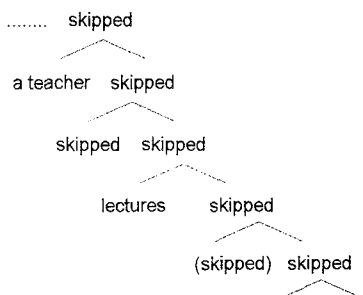 ........ skipped
a teacher skipped
skipped skipped
lectures skipped
(skipped) skipped